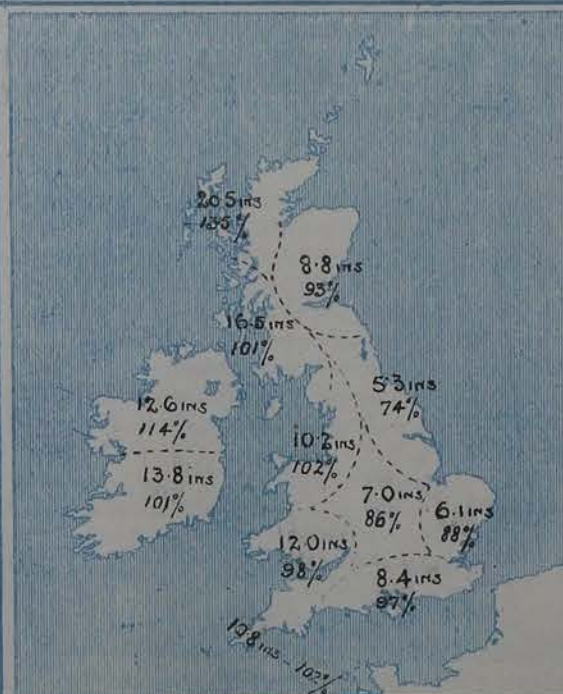 20.5 ins
135%
8.8 ins
93%
16.5 ins
101%
5.3 ins
74%
12.6 ins
114%
10.2 ins
102%
13.8 ins
101%
7.0 ins
86%
6.1 ins
88%
12.0 ins
98%
8.4 ins
97%
ins - 102%